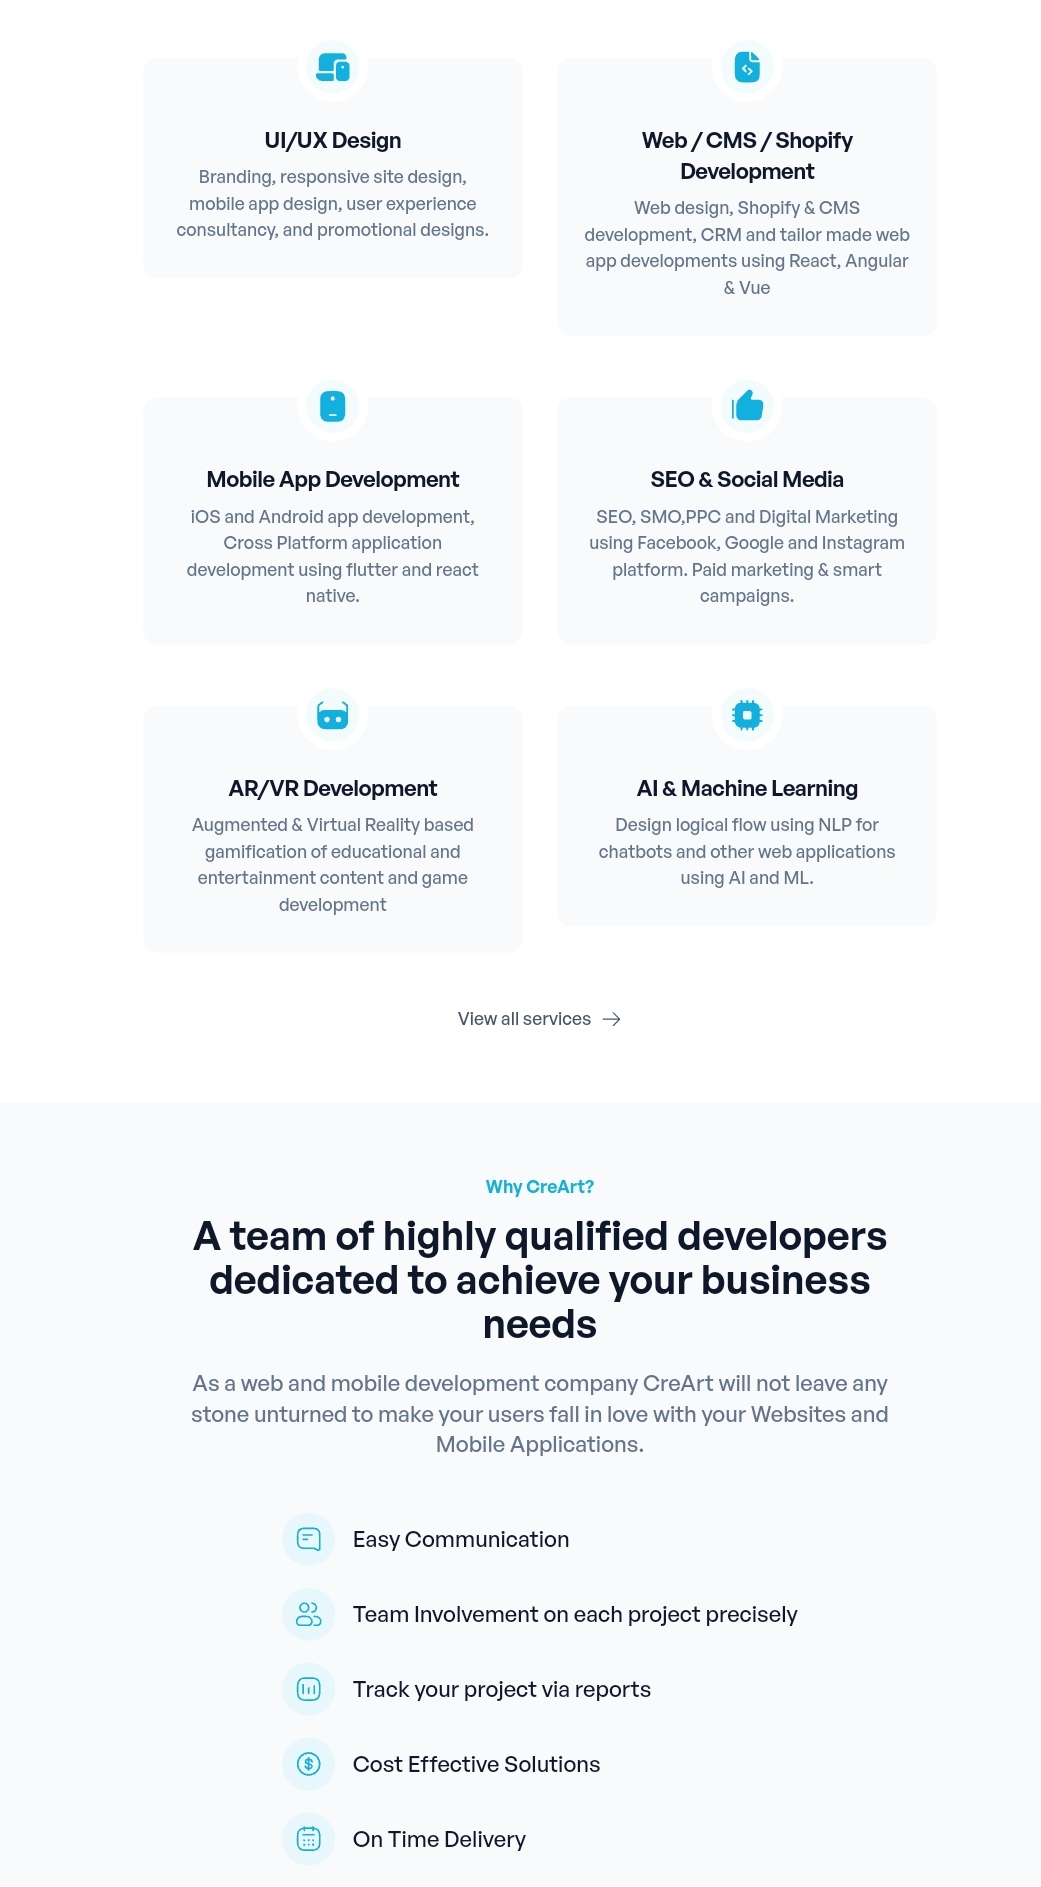 UI/UX Design
Branding, responsive site design,
mobile app design, user experience
consultancy, and promotional designs.
Web / CMS / Shopify
Development
Web design, Shopify & CMS
development, CRM and tailor made web
app developments using React, Angular
& Vue
Mobile App Development
iOS and Android app development,
Cross Platform application
development using flutter and react
native.
SEO & Social Media
SEO, SMO,PPC and Digital Marketing
using Facebook, Google and Instagram
platform. Paid marketing & smart
campaigns.
AR/VR Development
Augmented & Virtual Reality based
gamification of educational and
entertainment content and game
development
AI & Machine Learning
Design logical flow using NLP for
chatbots and other web applications
using AI and ML.
View all services
Why CreArt?
A team of highly qualified developers
dedicated to achieve your business
needs
As a web and mobile development company CreArt will not leave any
stone unturned to make your users fall in love with your Websites and
Mobile Applications.
Easy Communication
Team Involvement on each project precisely
Track your project via reports
Cost Effective Solutions
On Time Delivery